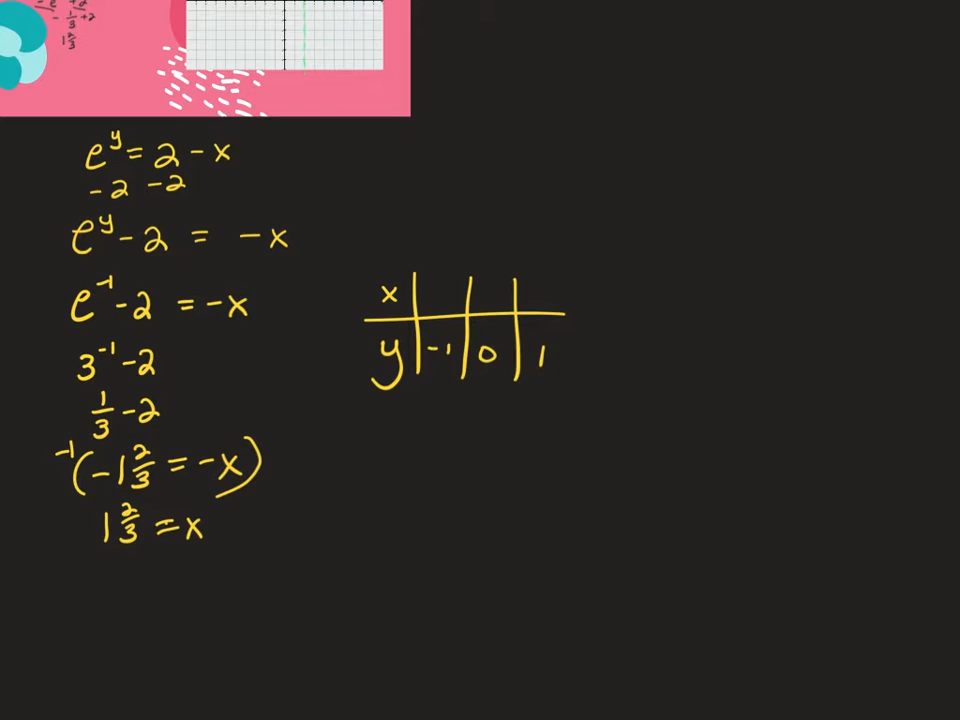 e^y = 2 - x
-2 -2
e^y - 2 = -x
e^-1 - 2 = -x
3^-1 - 2
1/3 - 2
-1(-1 2/3 = -x)
1 2/3 = x
x
y -1 0 1